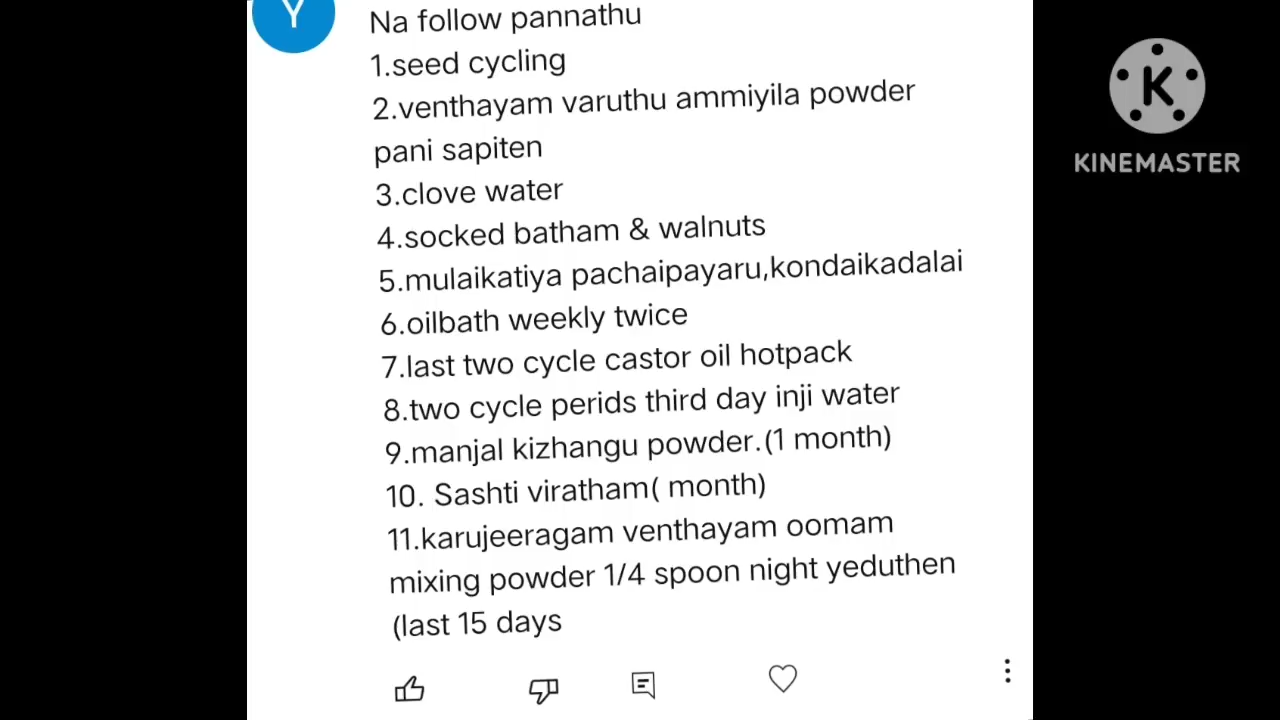 Y
Na follow pannathu
1.seed cycling
2.venthayam varuthu ammiyila powder
pani sapiten
3.clove water
4.socked batham & walnuts
5.mulaikatiya pachaipayaru,kondaikadalai
6.oilbath weekly twice
7.last two cycle castor oil hotpack
8.two cycle perids third day inji water
9.manjal kizhangu powder.(1 month)
10. Sashti viratham( month)
11.karujeeragam venthayam oomam
mixing powder 1/4 spoon night yeduthen
(last 15 days
K
KINEMASTER